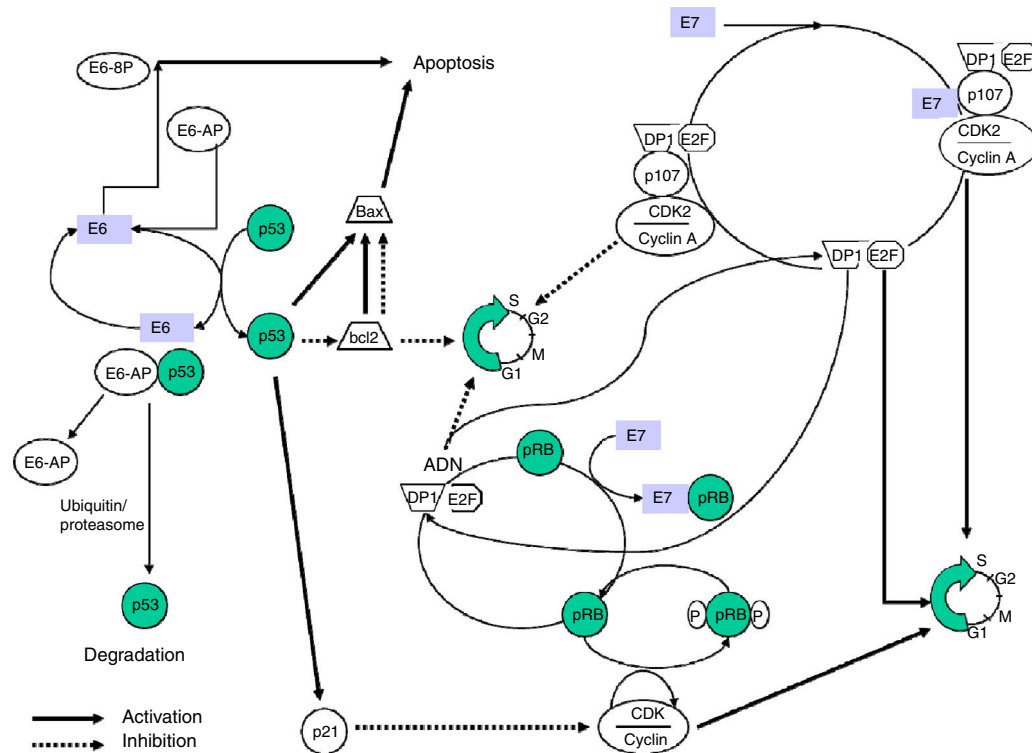 E7
E6-8P
Apoptosis
DP1 E2F
E7
p107
CDK2
Cyclin A
E6-AP
DP1 E2F
p107
CDK2
Cyclin A
Bax
E6
p53
DP1 E2F
E6
p53
bcl2
S
G2
M
G1
E6-AP
p53
E7
pRB
E6-AP
ADN
DP1
E2F
E7
pRB
Ubiquitin/
proteasome
p53
pRB
P
pRB
P
S
G2
M
G1
Degradation
Activation
Inhibition
p21
CDK
Cyclin